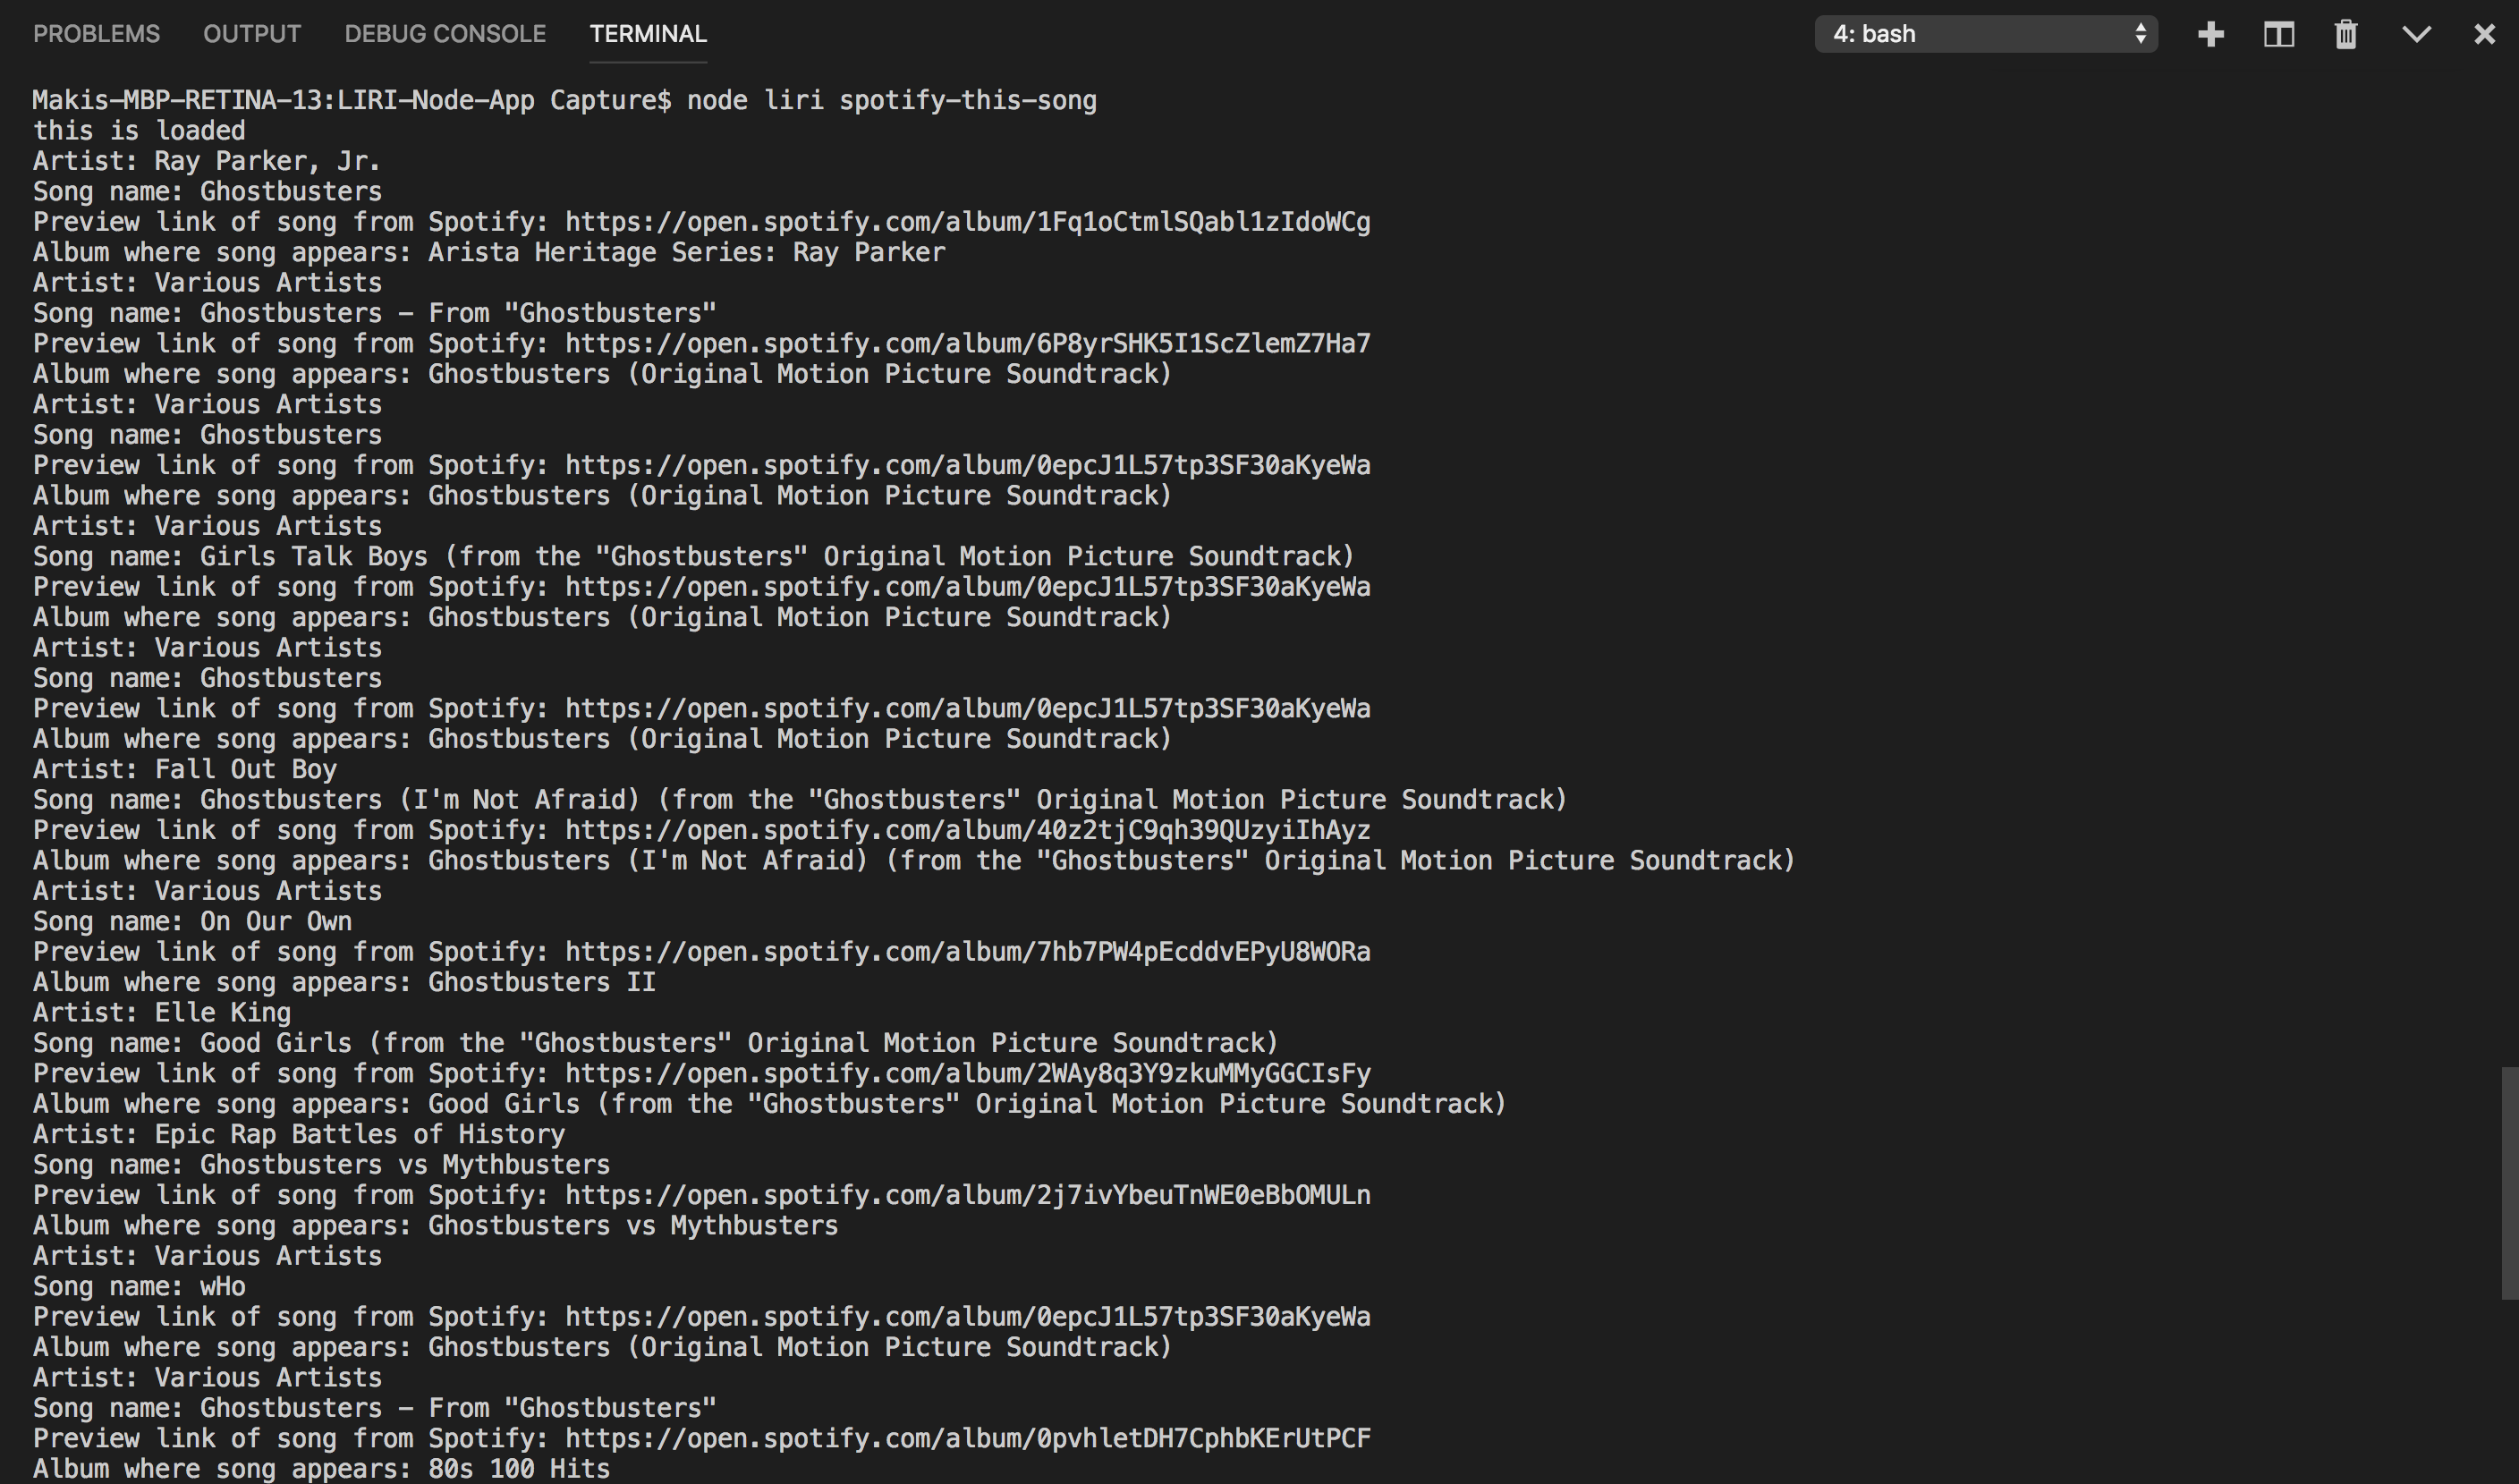 PROBLEMS OUTPUT DEBUG CONSOLE TERMINAL 4: bash
Makis-MBP-RETINA-13:LIRI-Node-App Capture$ node liri spotify-this-song
this is loaded
Artist: Ray Parker, Jr.
Song name: Ghostbusters
Preview link of song from Spotify: https://open.spotify.com/album/1Fq1oCtmlSQabl1zIdoWCg
Album where song appears: Arista Heritage Series: Ray Parker
Artist: Various Artists
Song name: Ghostbusters - From "Ghostbusters"
Preview link of song from Spotify: https://open.spotify.com/album/6P8yrSHK5I1ScZlemZ7Ha7
Album where song appears: Ghostbusters (Original Motion Picture Soundtrack)
Artist: Various Artists
Song name: Ghostbusters
Preview link of song from Spotify: https://open.spotify.com/album/0epcJ1L57tp3SF30aKyeWa
Album where song appears: Ghostbusters (Original Motion Picture Soundtrack)
Artist: Various Artists
Song name: Girls Talk Boys (from the "Ghostbusters" Original Motion Picture Soundtrack)
Preview link of song from Spotify: https://open.spotify.com/album/0epcJ1L57tp3SF30aKyeWa
Album where song appears: Ghostbusters (Original Motion Picture Soundtrack)
Artist: Various Artists
Song name: Ghostbusters
Preview link of song from Spotify: https://open.spotify.com/album/0epcJ1L57tp3SF30aKyeWa
Album where song appears: Ghostbusters (Original Motion Picture Soundtrack)
Artist: Fall Out Boy
Song name: Ghostbusters (I'm Not Afraid) (from the "Ghostbusters" Original Motion Picture Soundtrack)
Preview link of song from Spotify: https://open.spotify.com/album/40z2tjC9qh39QUzyiIhAyz
Album where song appears: Ghostbusters (I'm Not Afraid) (from the "Ghostbusters" Original Motion Picture Soundtrack)
Artist: Various Artists
Song name: On Our Own
Preview link of song from Spotify: https://open.spotify.com/album/7hb7PW4pEcddvEPyU8WORa
Album where song appears: Ghostbusters II
Artist: Elle King
Song name: Good Girls (from the "Ghostbusters" Original Motion Picture Soundtrack)
Preview link of song from Spotify: https://open.spotify.com/album/2WAy8q3Y9zkuMMyGGCIsFy
Album where song appears: Good Girls (from the "Ghostbusters" Original Motion Picture Soundtrack)
Artist: Epic Rap Battles of History
Song name: Ghostbusters vs Mythbusters
Preview link of song from Spotify: https://open.spotify.com/album/2j7ivYbeuTnWE0eBbOMULn
Album where song appears: Ghostbusters vs Mythbusters
Artist: Various Artists
Song name: wHo
Preview link of song from Spotify: https://open.spotify.com/album/0epcJ1L57tp3SF30aKyeWa
Album where song appears: Ghostbusters (Original Motion Picture Soundtrack)
Artist: Various Artists
Song name: Ghostbusters - From "Ghostbusters"
Preview link of song from Spotify: https://open.spotify.com/album/0pvhletDH7CphbKErUtPCF
Album where song appears: 80s 100 Hits